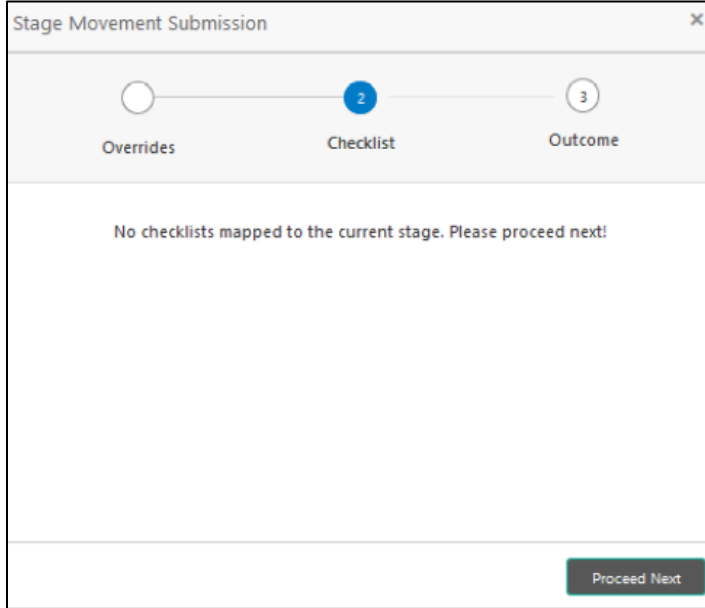 Stage Movement Submission ×
2 3
Overrides Checklist Outcome
No checklists mapped to the current stage. Please proceed next!
Proceed Next